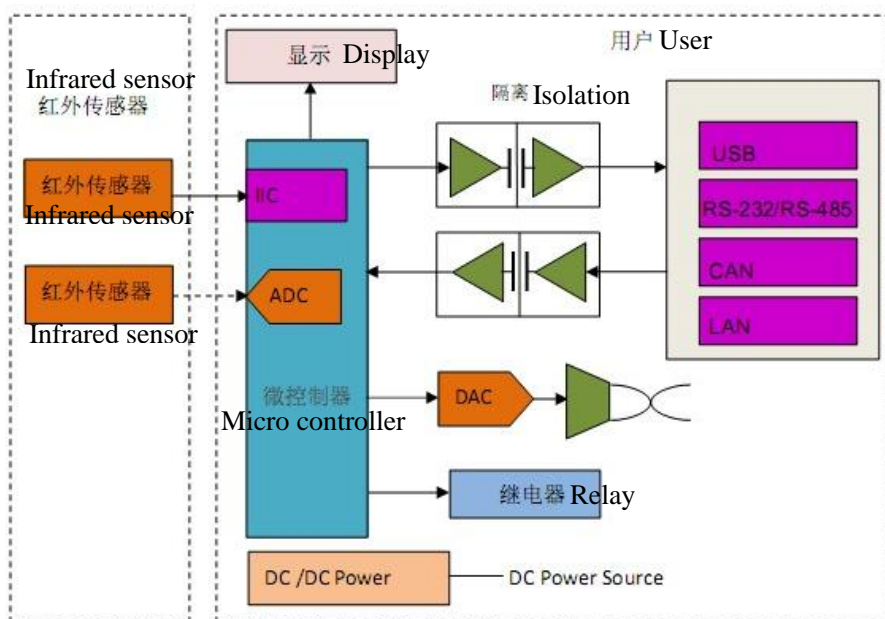 显示 Display
用户 User
Infrared sensor
红外传感器
隔离 Isolation
红外传感器
Infrared sensor
IIC
USB
RS-232/RS-485
CAN
LAN
红外传感器
Infrared sensor
ADC
微控制器
Micro controller
DAC
继电器 Relay
DC /DC Power
DC Power Source